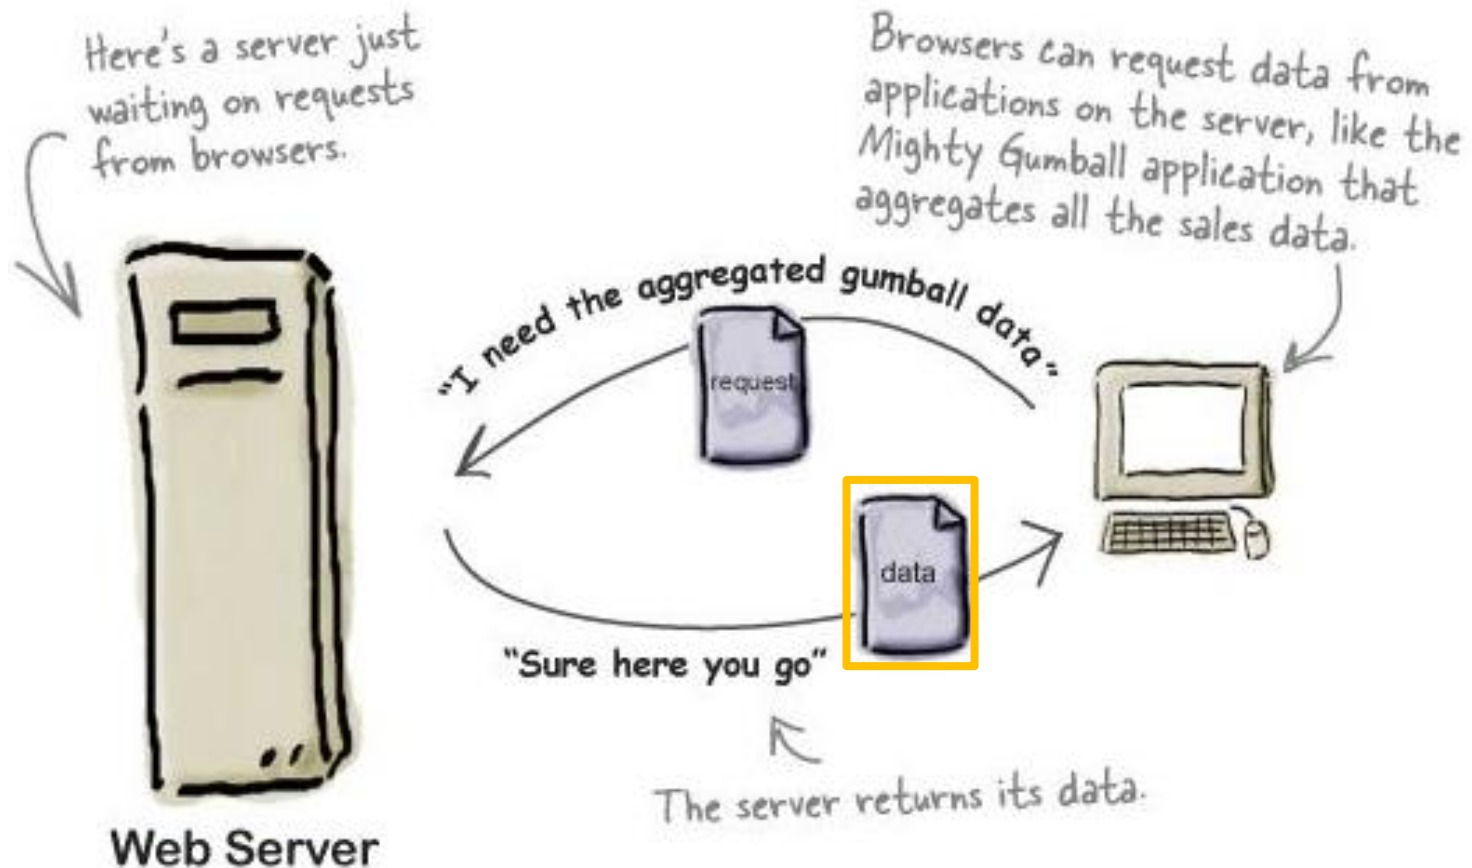 Here's a server just
waiting on requests
from browsers.
Browsers can request data from
applications on the server, like the
Mighty Gumball application that
aggregates all the sales data.
"I need the aggregated gumball data"
request
data
"Sure here you go"
The server returns its data.
Web Server